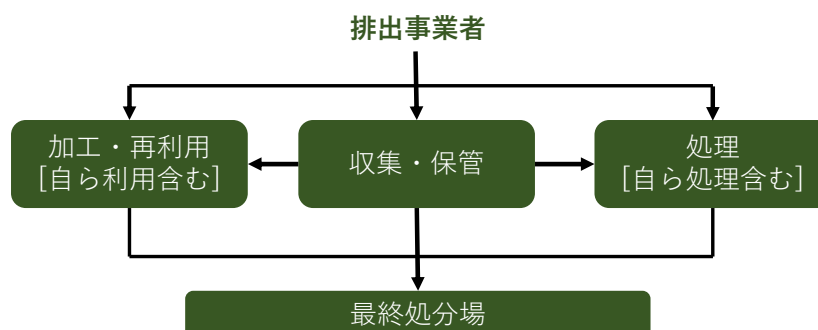 排出事業者
加工・再利用
[自ら利用含む]
収集・保管
処理
[自ら処理含む]
最終処分場